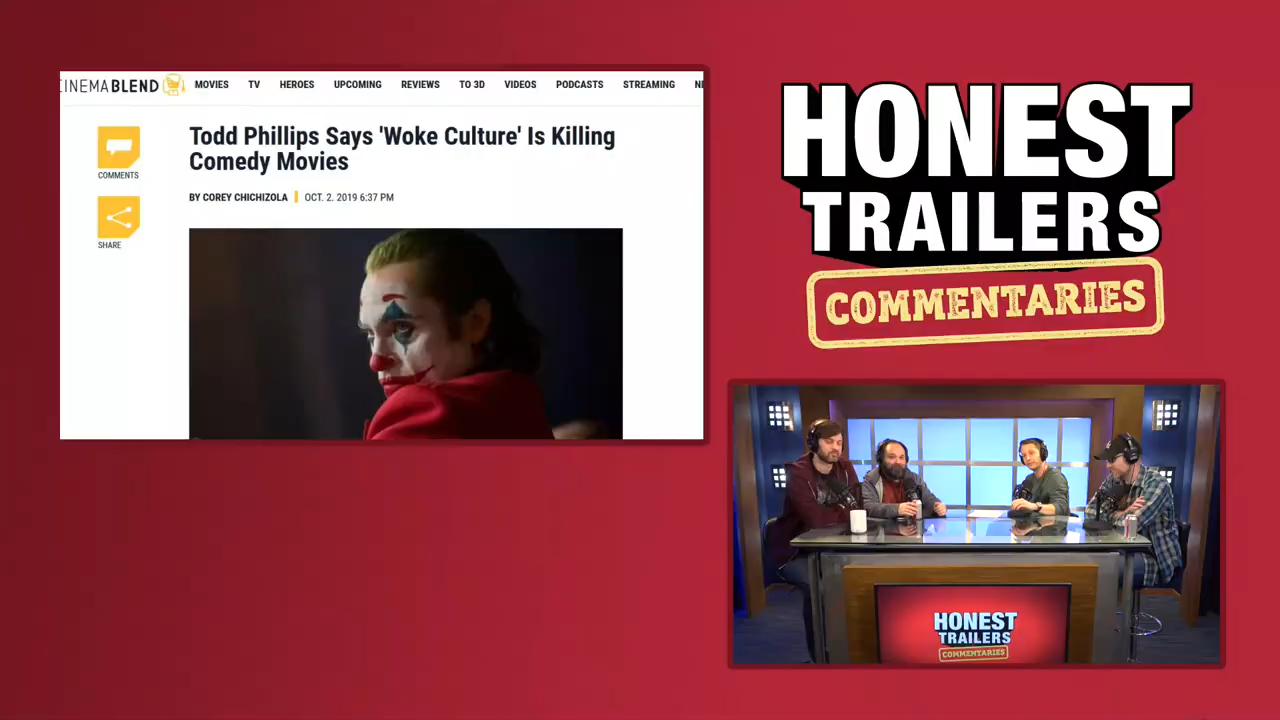 CINEMABLEND MOVIES TV HEROES UPCOMING REVIEWS TO 3D VIDEOS PODCASTS STREAMING
Todd Phillips Says 'Woke Culture' Is Killing
Comedy Movies
COMMENTS
BY COREY CHICHIZOLA OCT. 2. 2019 6:37 PM
SHARE
HONEST
TRAILERS
COMMENTARIES
HONEST
TRAILERS
COMMENTARIES